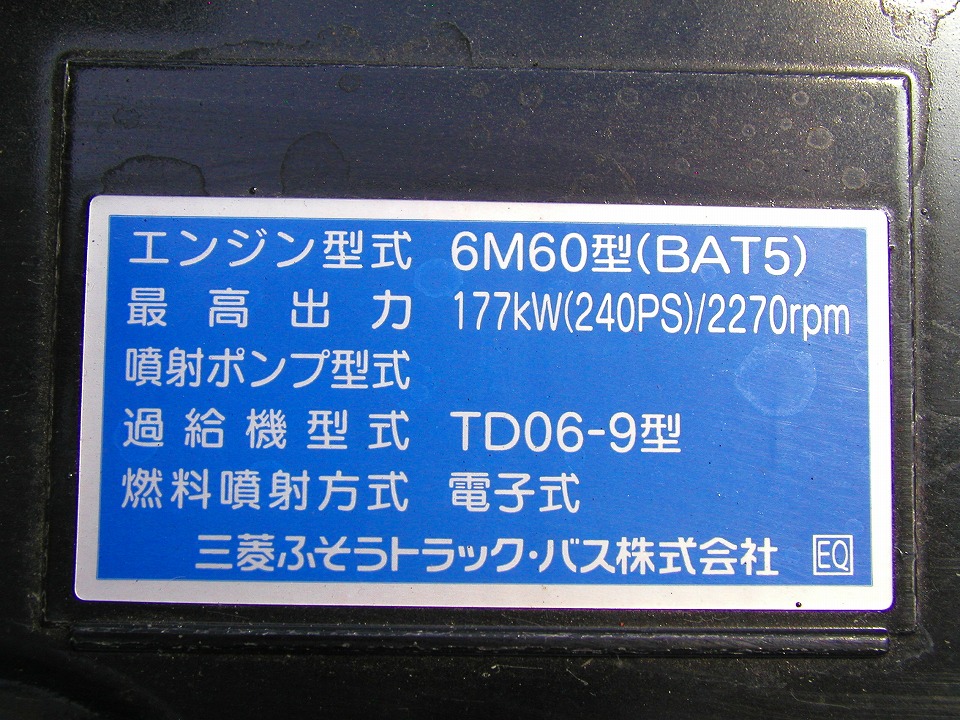 エンジン型式 6M60型(BAT5)
最高出力 177kW(240PS)/2270rpm
噴射ポンプ型式
過給機型式 TD06-9型
燃料噴射方式 電子式
三菱ふそうトラック・バス株式会社 EQ